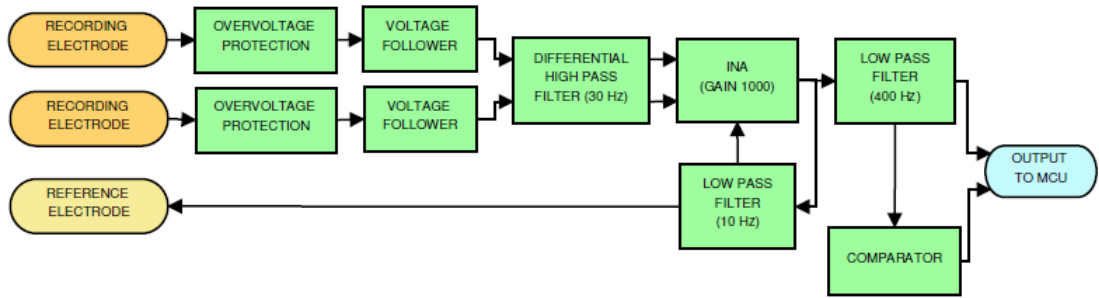 RECORDING
ELECTRODE
OVERVOLTAGE
PROTECTION
VOLTAGE
FOLLOWER
DIFFERENTIAL
HIGH PASS
FILTER (30 Hz)
INA
(GAIN 1000)
LOW PASS
FILTER
(400 Hz)
RECORDING
ELECTRODE
OVERVOLTAGE
PROTECTION
VOLTAGE
FOLLOWER
OUTPUT
TO MCU
REFERENCE
ELECTRODE
LOW PASS
FILTER
(10 Hz)
COMPARATOR